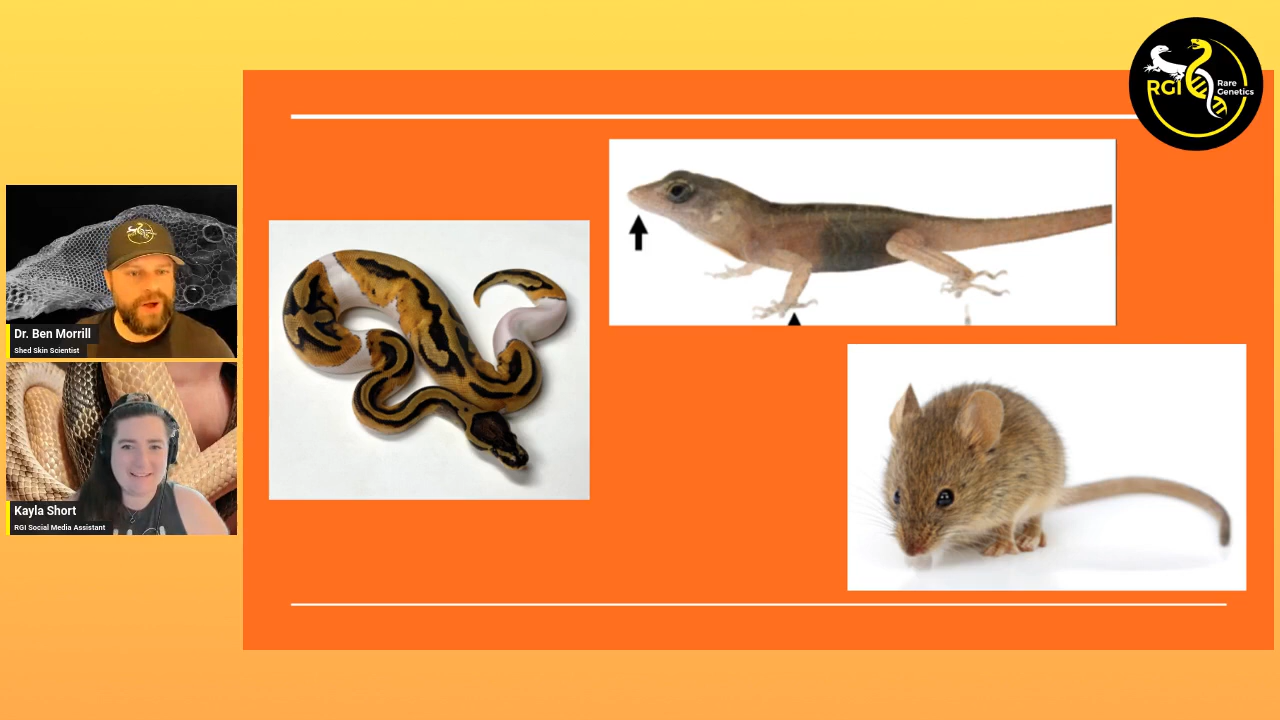 RGI
Rare
Genetics
Dr. Ben Morrill
Shed Skin Scientist
Kayla Short
RGI Social Media Assistant